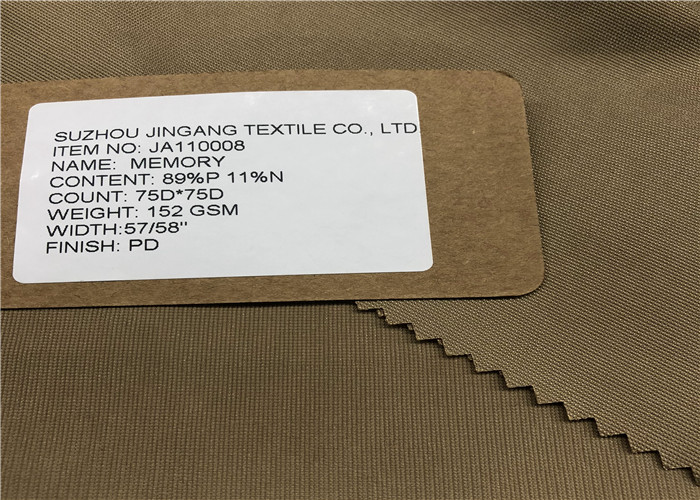 SUZHOU JINGANG TEXTILE CO., LTD
ITEM NO: JA110008
NAME:  MEMORY
CONTENT: 89%P 11%N
COUNT: 75D*75D
WEIGHT: 152 GSM
WIDTH:57/58"
FINISH: PD